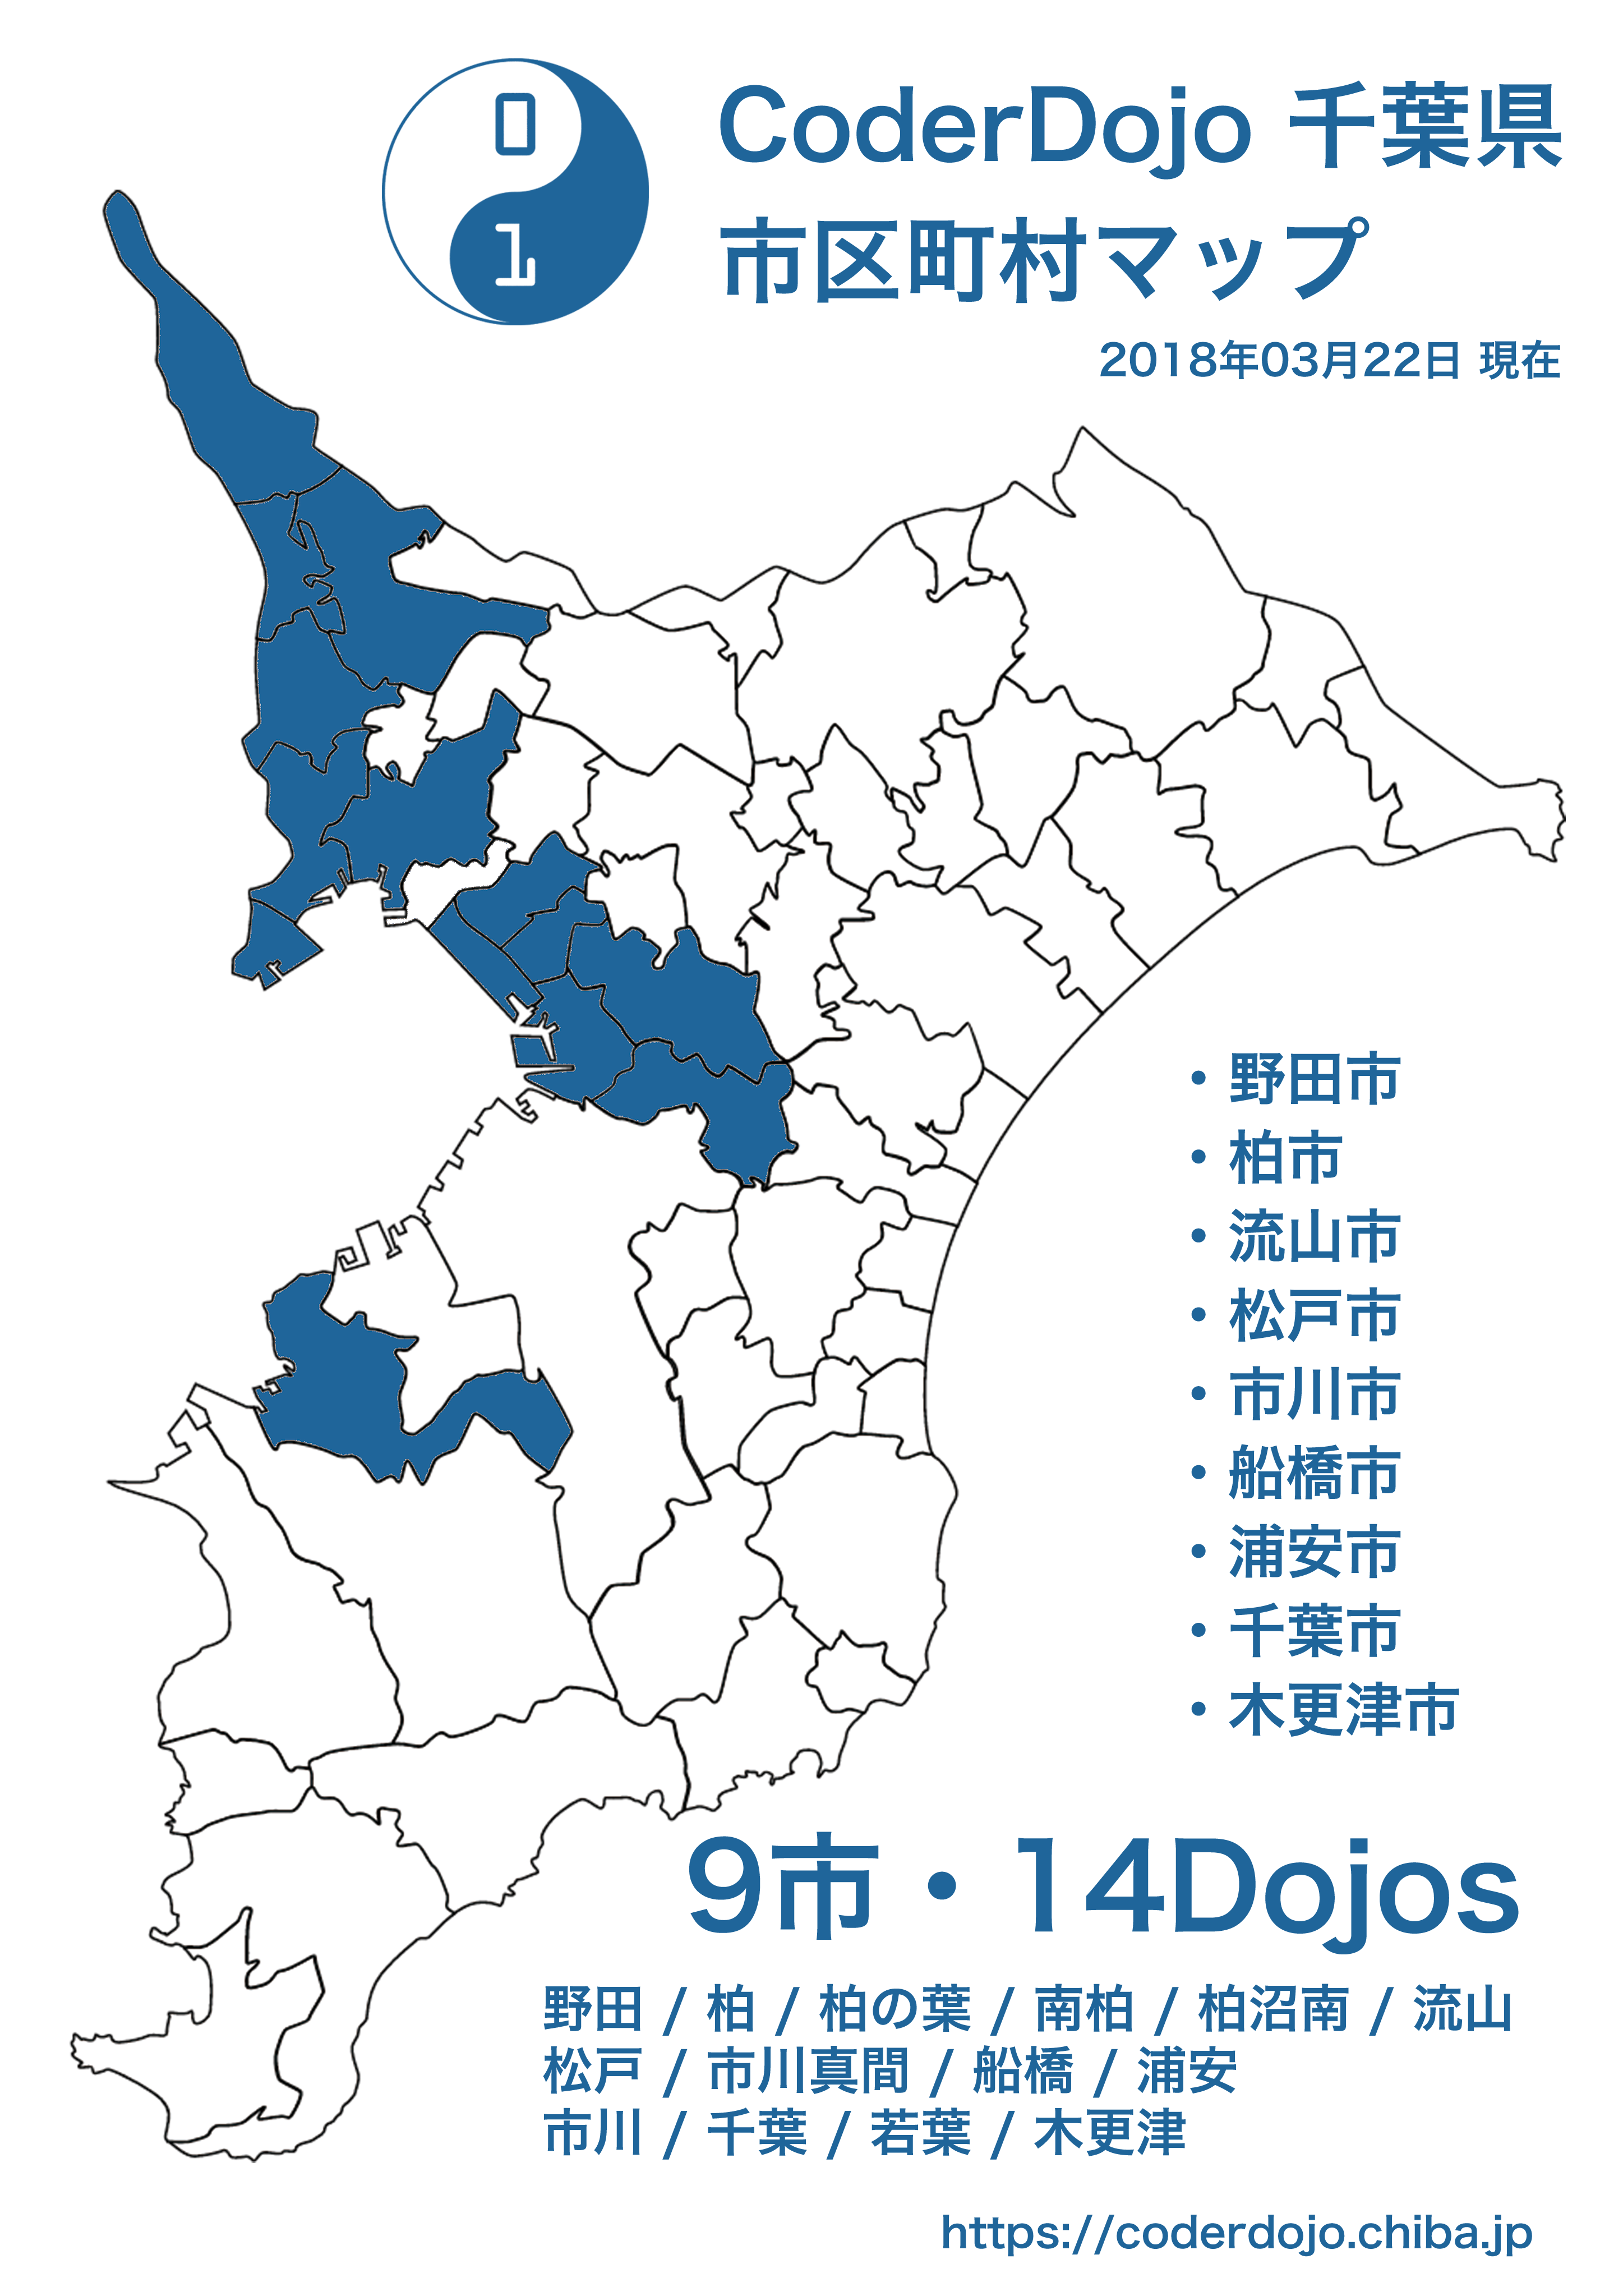 0
1
CoderDojo 千葉県
市区町村マップ
2018年03月22日 現在
・野田市
・柏市
・流山市
・松戸市
・市川市
・船橋市
・浦安市
・千葉市
・木更津市
9市・14Dojos
野田 / 柏 / 柏の葉 / 南柏 / 柏沼南 / 流山
松戸 / 市川真間 / 船橋 / 浦安
市川 / 千葉 / 若葉 / 木更津
https://coderdojo.chiba.jp